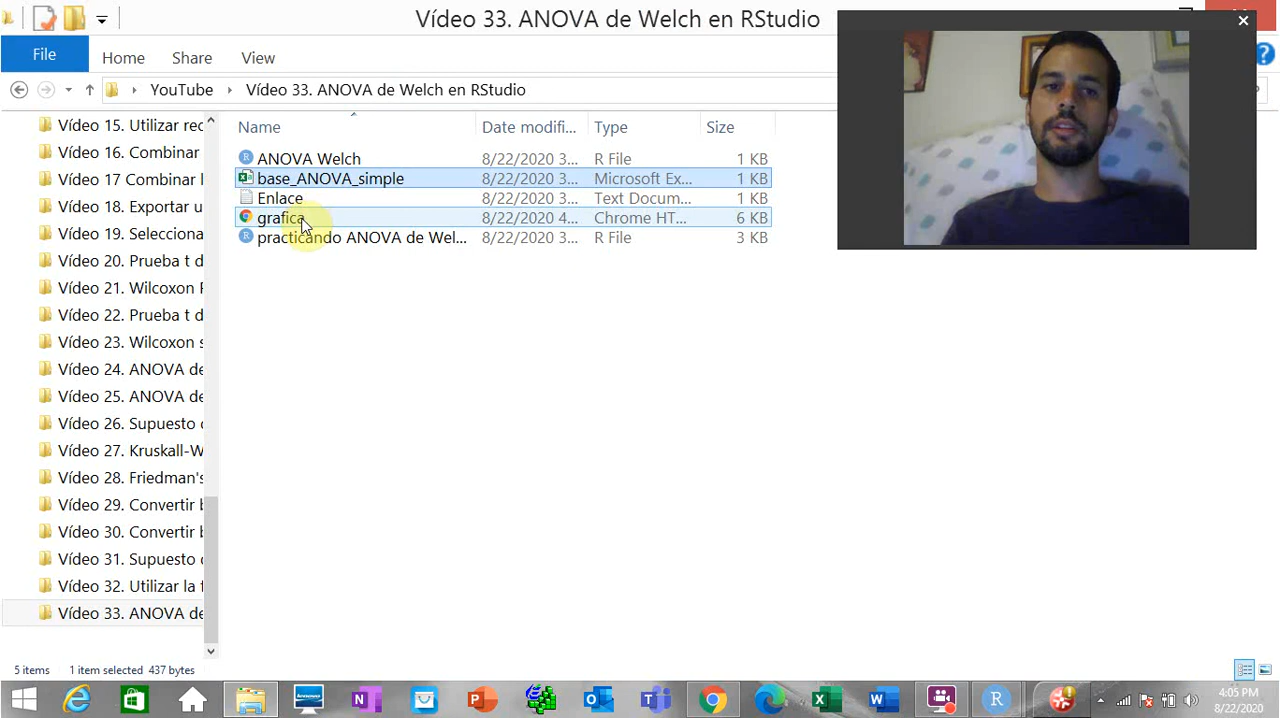 Vídeo 33. ANOVA de Welch en RStudio
File Home Share View
YouTube Vídeo 33. ANOVA de Welch en RStudio
Name Date modifi... Type Size
ANOVA Welch 8/22/2020 3... R File 1 KB
base_ANOVA_simple 8/22/2020 3... Microsoft Ex... 1 KB
Enlace 8/22/2020 3... Text Docum... 1 KB
grafica 8/22/2020 4... Chrome HT... 6 KB
practicando ANOVA de Wel... 8/22/2020 3... R File 3 KB
Vídeo 15. Utilizar rec
Vídeo 16. Combinar
Vídeo 17 Combinar l
Vídeo 18. Exportar u
Vídeo 19. Selecciona
Vídeo 20. Prueba t d
Vídeo 21. Wilcoxon
Vídeo 22. Prueba t d
Vídeo 23. Wilcoxon s
Vídeo 24. ANOVA de
Vídeo 25. ANOVA de
Vídeo 26. Supuesto
Vídeo 27. Kruskall-W
Vídeo 28. Friedman's
Vídeo 29. Convertir b
Vídeo 30. Convertir b
Vídeo 31. Supuesto
Vídeo 32. Utilizar la f
Vídeo 33. ANOVA de
5 items 1 item selected 437 bytes
4:05 PM
8/22/2020